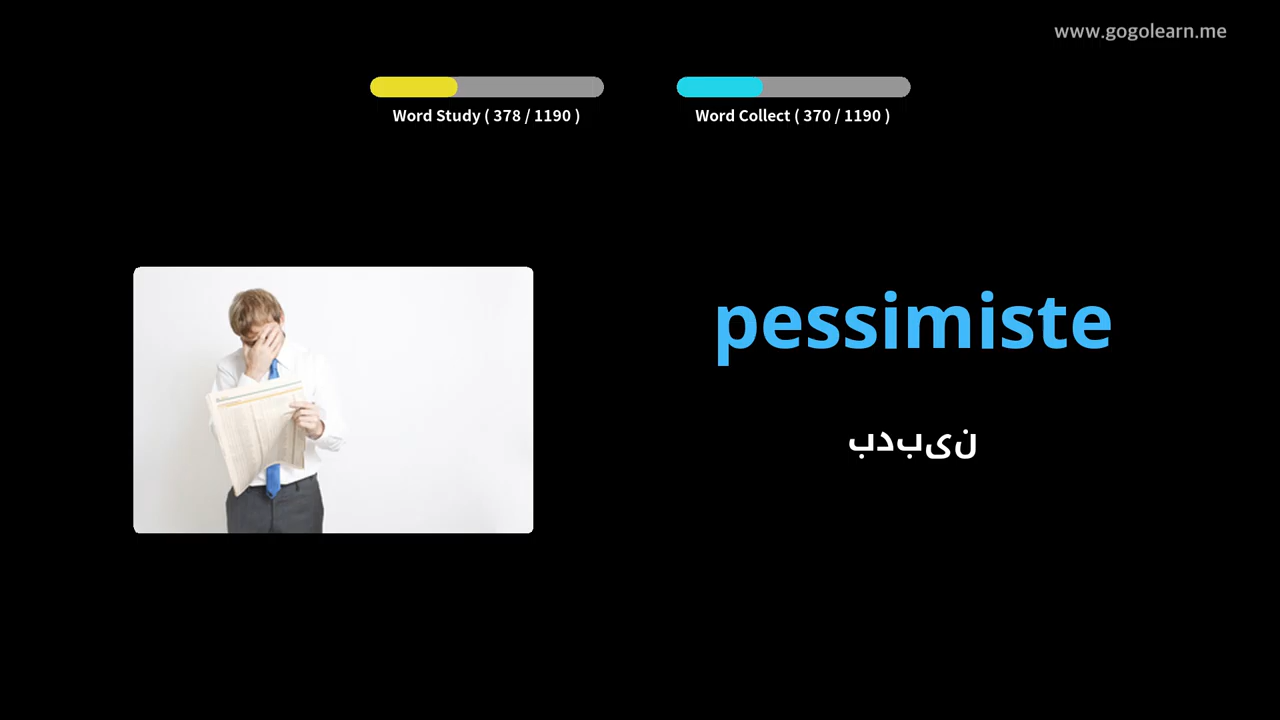 www.gogolearn.me
Word Study ( 378 / 1190 )
Word Collect ( 370 / 1190 )
pessimiste
بدبین